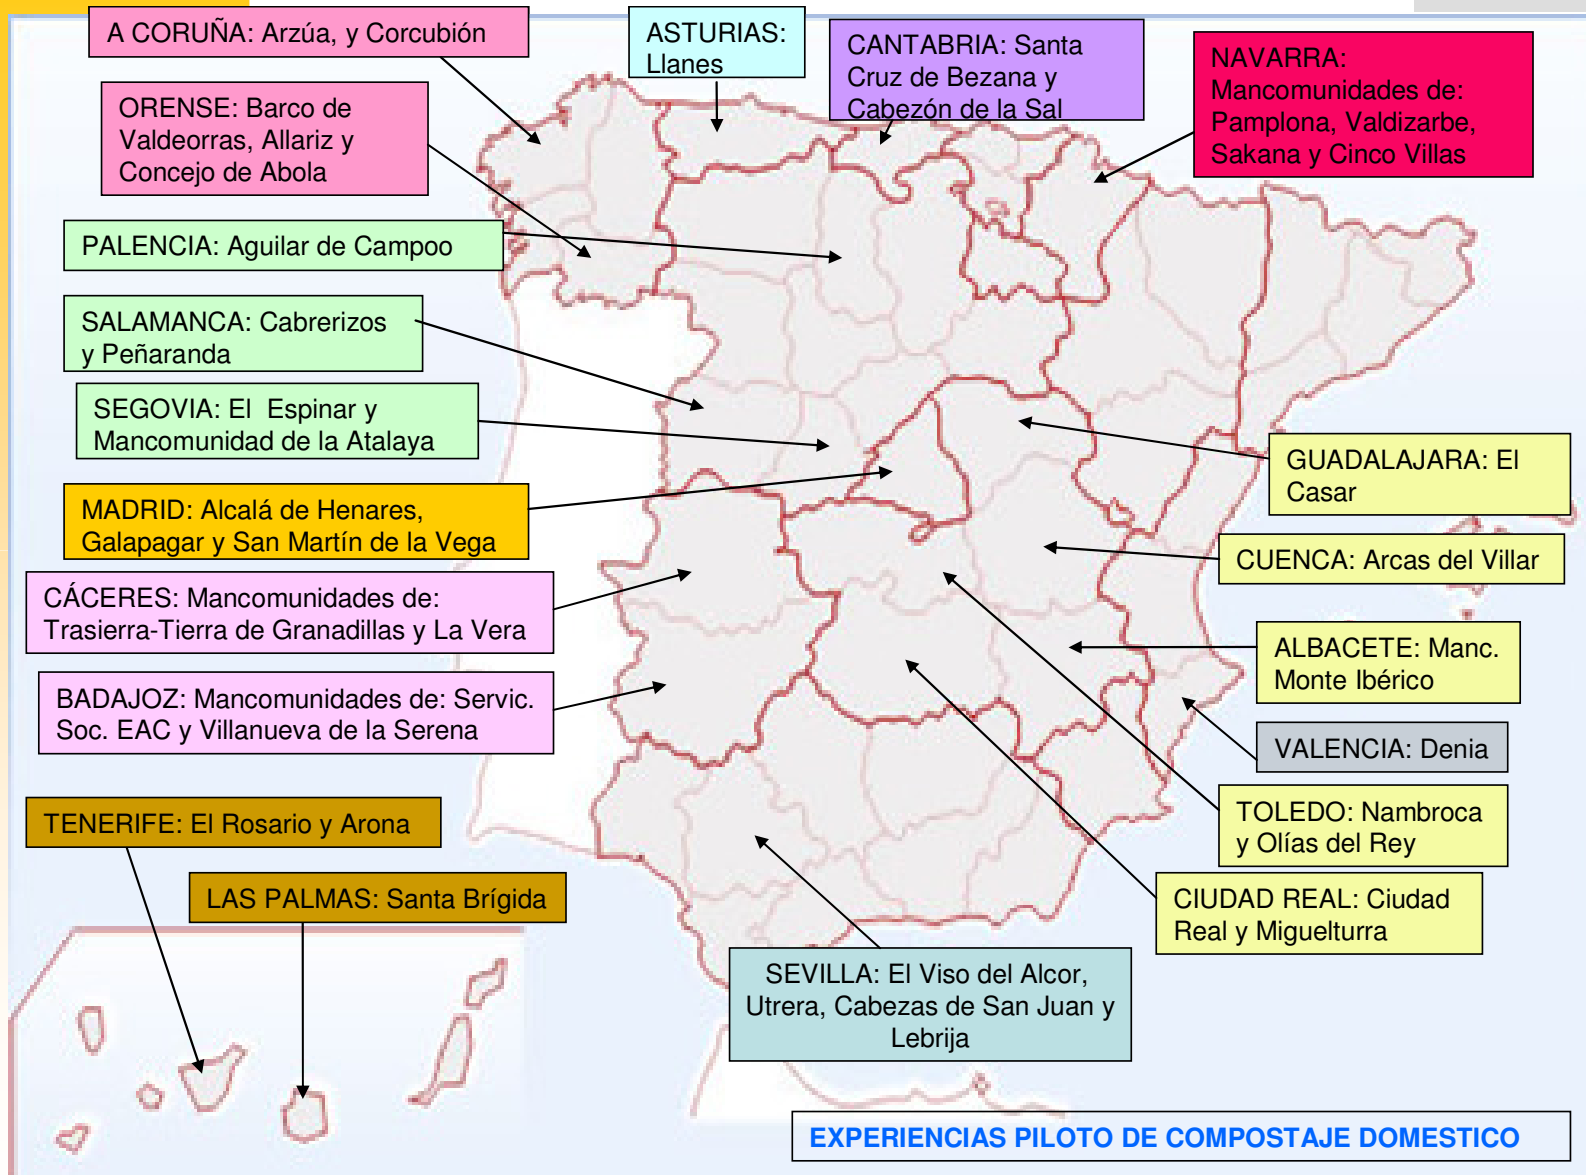 A CORUÑA: Arzúa, y Corcubión
ASTURIAS:
Llanes
CANTABRIA: Santa
Cruz de Bezana y
Cabezón de la Sal
NAVARRA:
Mancomunidades de:
Pamplona, Valdizarbe,
Sakana y Cinco Villas
ORENSE: Barco de
Valdeorras, Allariz y
Concejo de Abola
PALENCIA: Aguilar de Campoo
SALAMANCA: Cabrerizos
y Peñaranda
SEGOVIA: El Espinar y
Mancomunidad de la Atalaya
MADRID: Alcalá de Henares,
Galapagar y San Martín de la Vega
CÁCERES: Mancomunidades de:
Trasierra-Tierra de Granadillas y La Vera
BADAJOZ: Mancomunidades de: Servic.
Soc. EAC y Villanueva de la Serena
GUADALAJARA: El
Casar
CUENCA: Arcas del Villar
ALBACETE: Manc.
Monte Ibérico
VALENCIA: Denia
TOLEDO: Nambroca
y Olías del Rey
CIUDAD REAL: Ciudad
Real y Miguelturra
TENERIFE: El Rosario y Arona
LAS PALMAS: Santa Brígida
SEVILLA: El Viso del Alcor,
Utrera, Cabezas de San Juan y
Lebrija
EXPERIENCIAS PILOTO DE COMPOSTAJE DOMESTICO